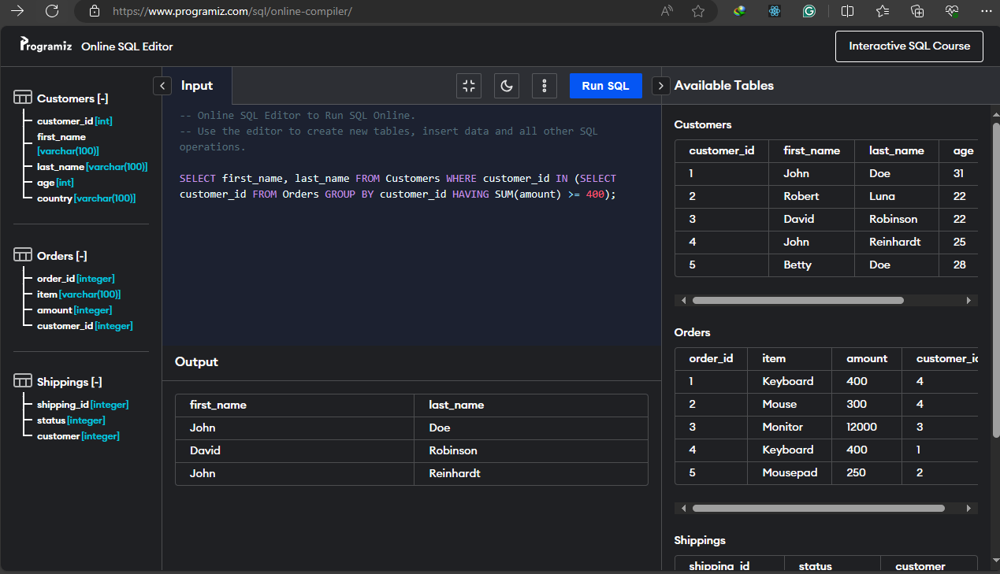 https://www.programiz.com/sql/online-compiler/
Programiz Online SQL Editor
Interactive SQL Course
Customers [-]
customer_id [int]
first_name
[varchar(100)]
last_name [varchar(100)]
age [int]
country [varchar(100)]
Orders [-]
order_id [integer]
item [varchar(100)]
amount [integer]
customer_id [integer]
Shippings [-]
shipping_id [integer]
status [integer]
customer [integer]
Input
Run SQL
-- Online SQL Editor to Run SQL Online.
-- Use the editor to create new tables, insert data and all other SQL
operations.
SELECT first_name, last_name FROM Customers WHERE customer_id IN (SELECT
customer_id FROM Orders GROUP BY customer_id HAVING SUM(amount) >= 400);
Output
first_name last_name
John Doe
David Robinson
John Reinhardt
Available Tables
Customers
customer_id first_name last_name age
1 John Doe 31
2 Robert Luna 22
3 David Robinson 22
4 John Reinhardt 25
5 Betty Doe 28
Orders
order_id item amount customer_id
1 Keyboard 400 4
2 Mouse 300 4
3 Monitor 12000 3
4 Keyboard 400 1
5 Mousepad 250 2
Shippings
shipping_id status customer